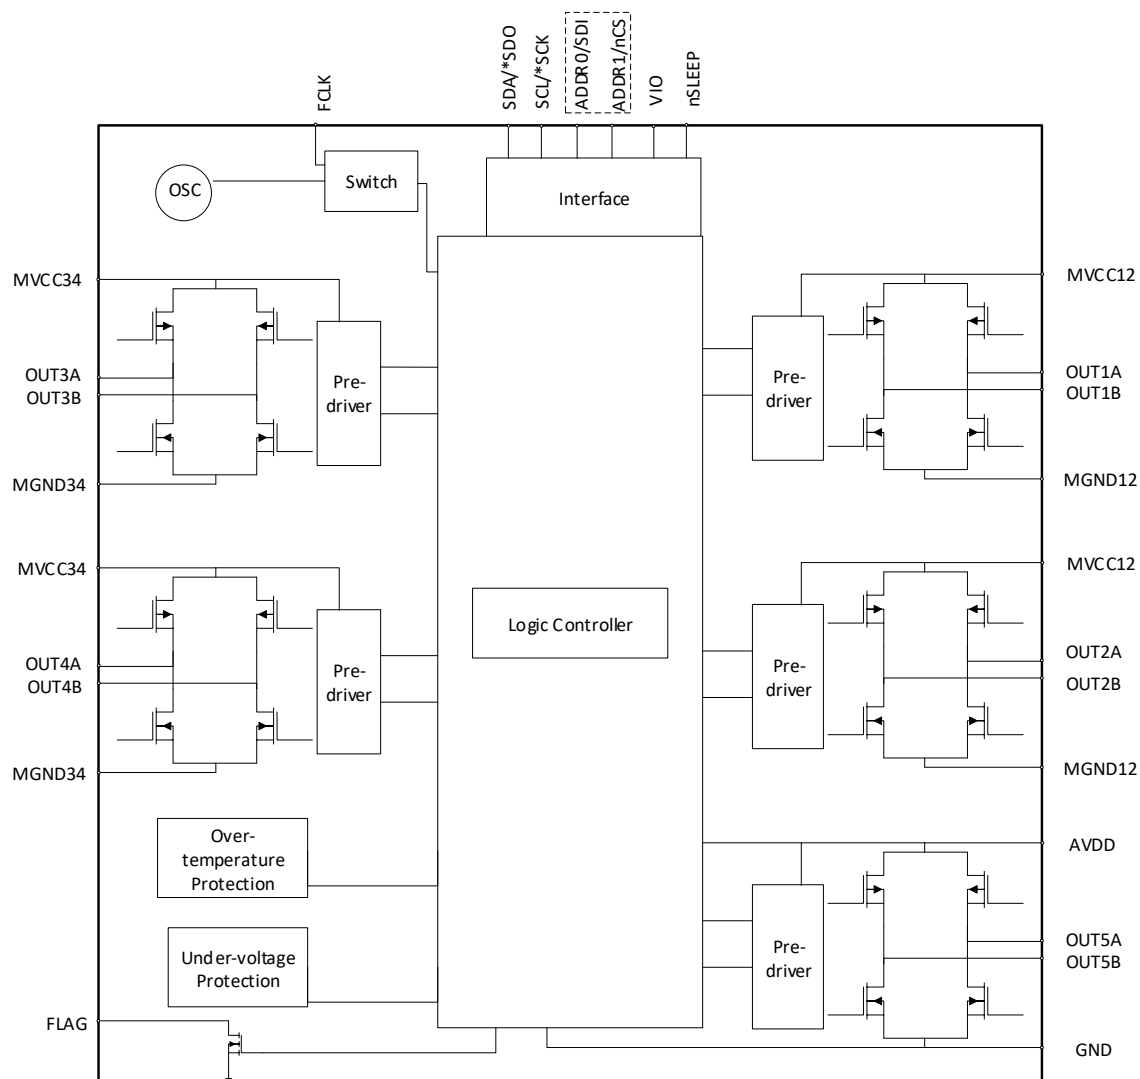 FCLK
SDA/*SDO
SCL/*SCK
ADDR0/SDI
ADDR1/nCS
VIO
nSLEEP
OSC
Switch
Interface
MVCC34
OUT3A
OUT3B
MGND34
Pre-
driver
MVCC12
OUT1A
OUT1B
MGND12
Pre-
driver
MVCC34
OUT4A
OUT4B
MGND34
Pre-
driver
Logic Controller
MVCC12
OUT2A
OUT2B
MGND12
Pre-
driver
Over-
temperature
Protection
Under-voltage
Protection
FLAG
AVDD
OUT5A
OUT5B
GND
Pre-
driver